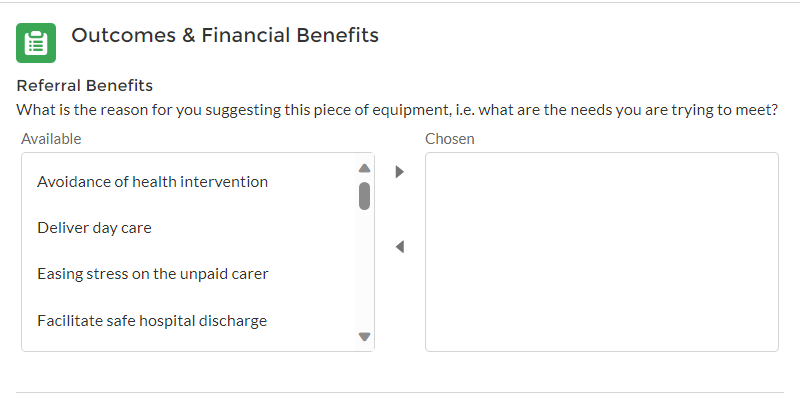 Outcomes & Financial Benefits
Referral Benefits
What is the reason for you suggesting this piece of equipment, i.e. what are the needs you are trying to meet?
Available
Chosen
Avoidance of health intervention
Deliver day care
Easing stress on the unpaid carer
Facilitate safe hospital discharge